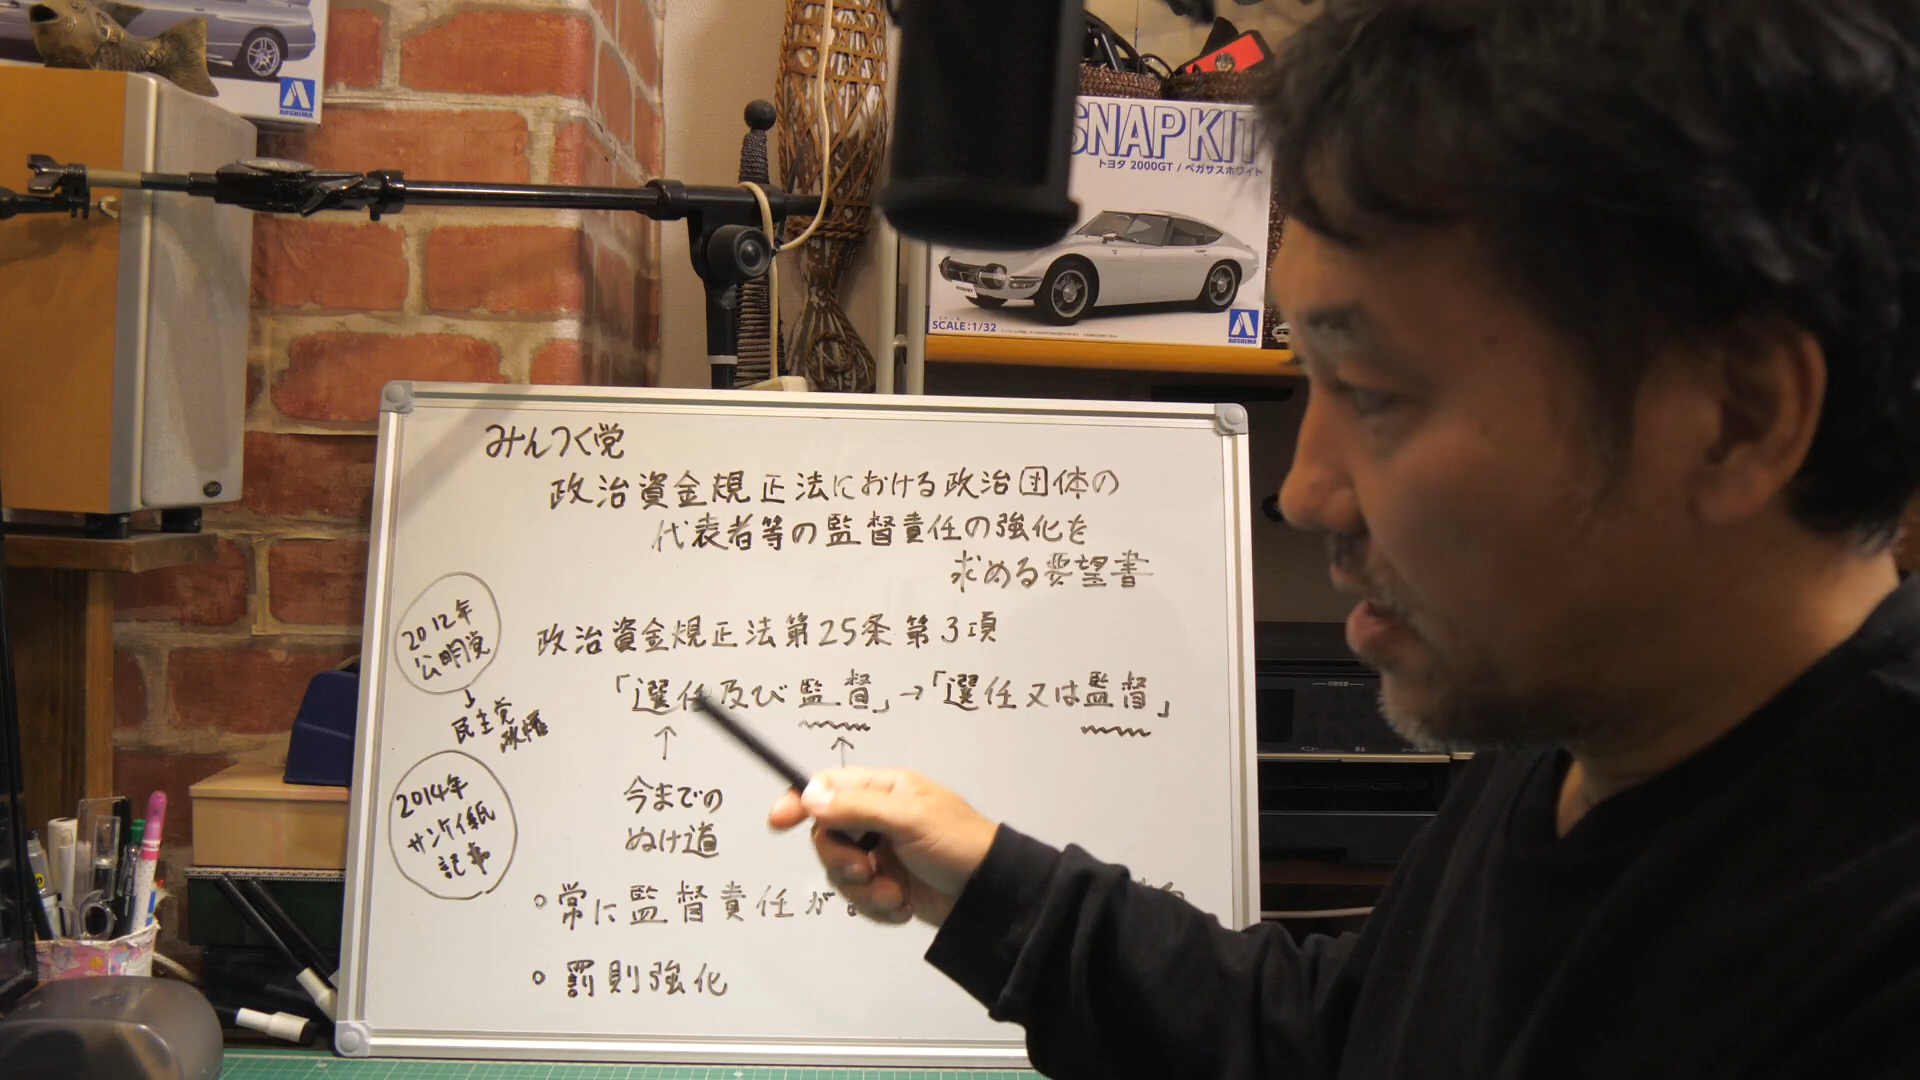 AOSHIMA
SNAP KIT
トヨタ 2000GT / ペガサスホワイト
SCALE:1/32
AOSHIMA
みんつく党
政治資金規正法における政治団体の
代表者等の監督責任の強化を
求める要望書
2012年
公明党
↓
民主党
政権
政治資金規正法第25条第3項
「選任及び監督」→「選任又は監督」
↑ ↑
今までの
ぬけ道
2014年
サンケイ紙
記事
○常に監督責任が
○罰則強化